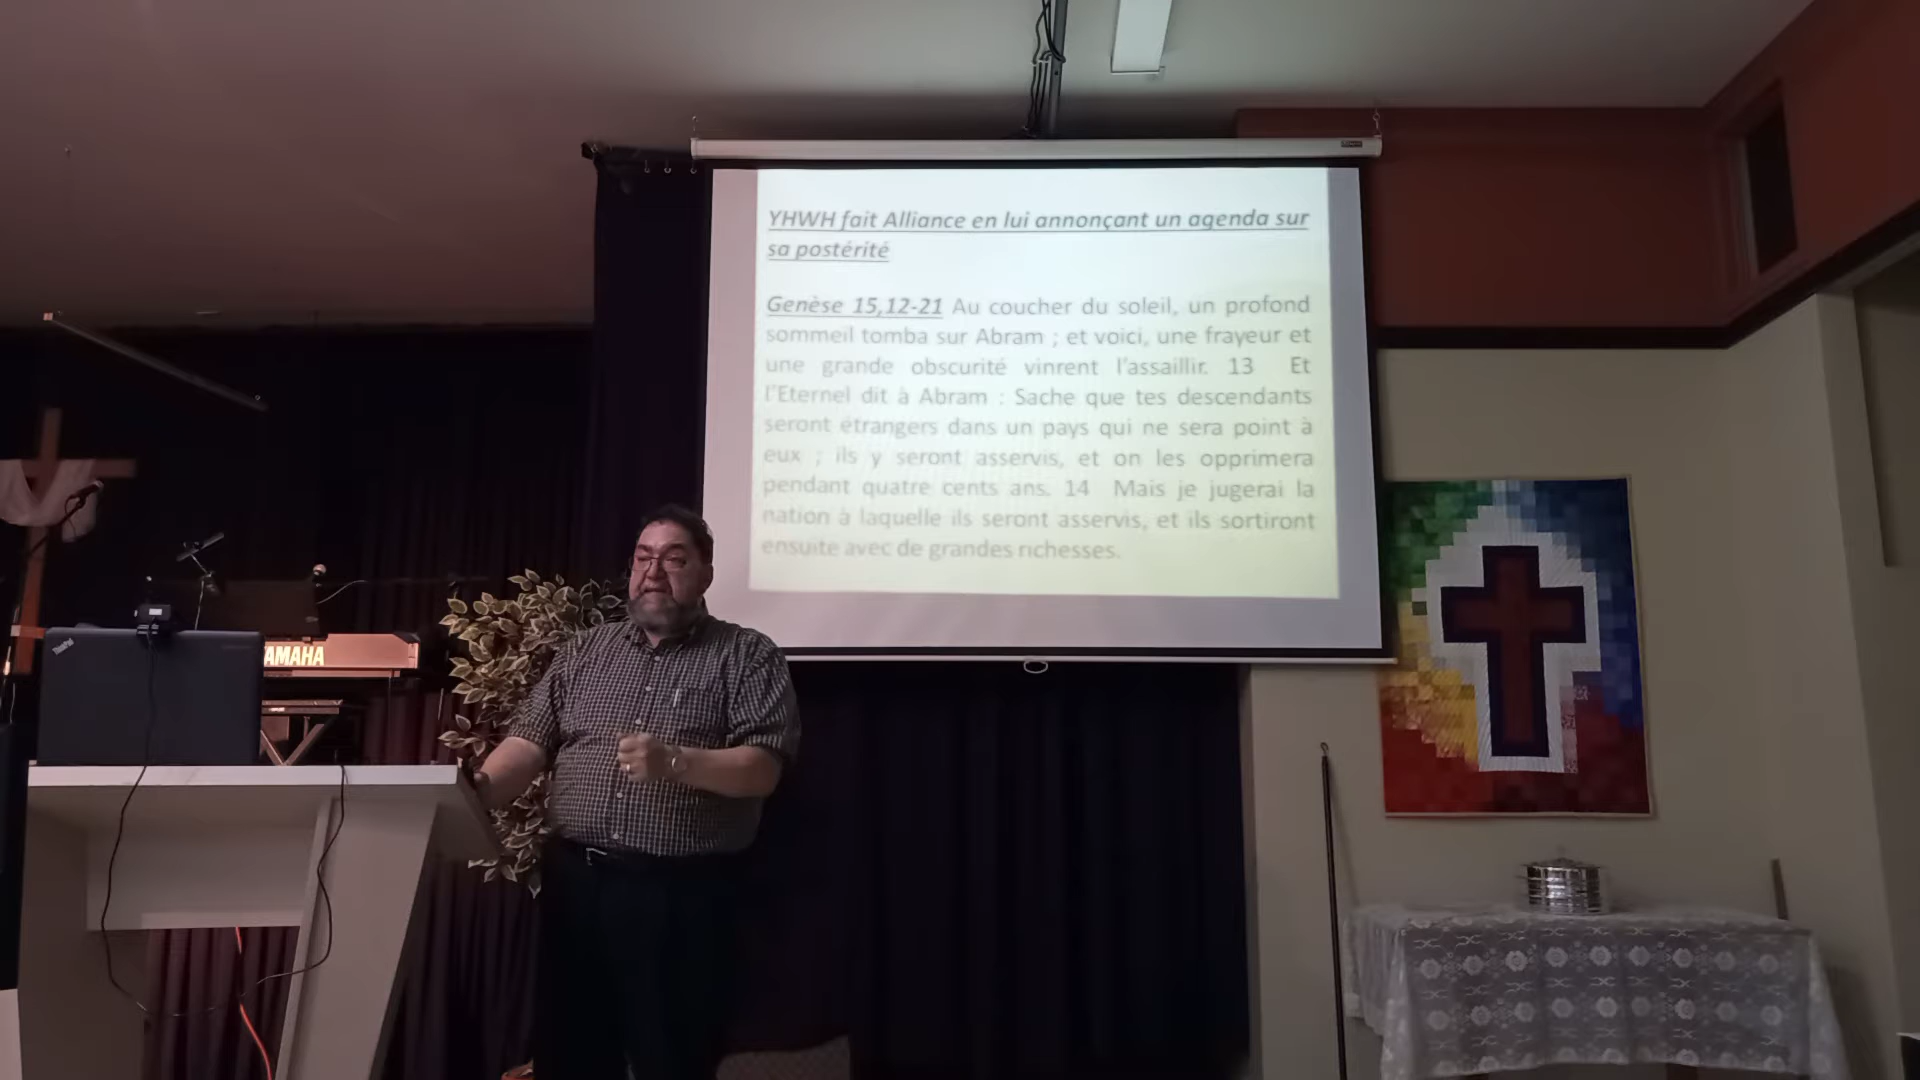 YHWH fait Alliance en lui annonçant un agenda sur
sa postérité
Genèse 15,12-21 Au coucher du soleil, un profond
sommeil tomba sur Abram ; et voici, une frayeur et
une grande obscurité vinrent l'assaillir. 13 Et
l'Eternel dit à Abram : Sache que tes descendants
seront étrangers dans un pays qui ne sera point à
eux ; ils y seront asservis, et on les opprimera
pendant quatre cents ans. 14 Mais je jugerai la
nation à laquelle ils seront asservis, et ils sortiront
ensuite avec de grandes richesses.
ThinkPad
YAMAHA